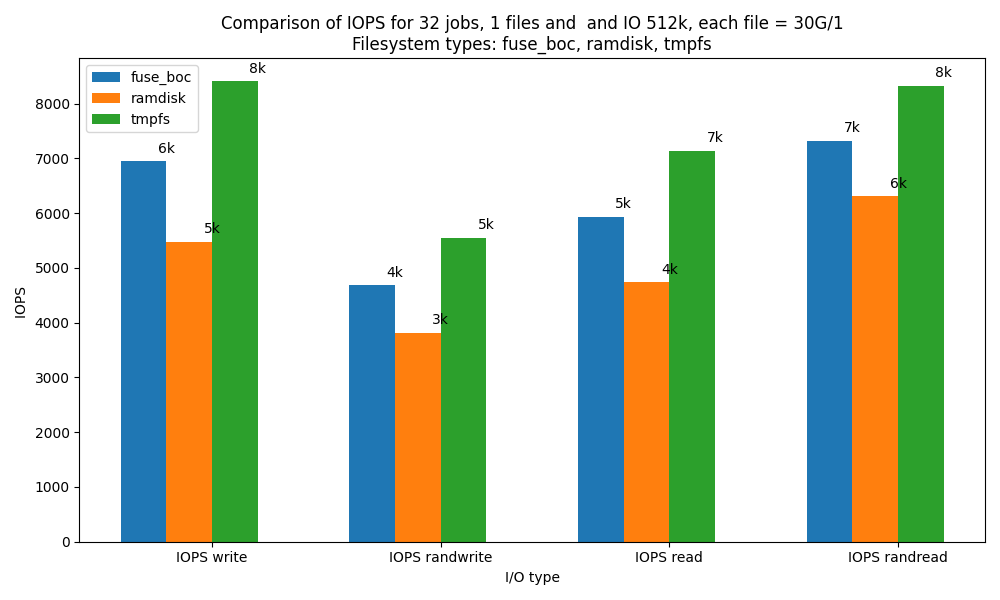 Comparison of IOPS for 32 jobs, 1 files and  and IO 512k, each file = 30G/1
Filesystem types: fuse_boc, ramdisk, tmpfs
fuse_boc
ramdisk
tmpfs
IOPS
8000
7000
6000
5000
4000
3000
2000
1000
0
6k
5k
8k
4k
3k
5k
5k
4k
7k
7k
6k
8k
IOPS write
IOPS randwrite
IOPS read
IOPS randread
I/O type